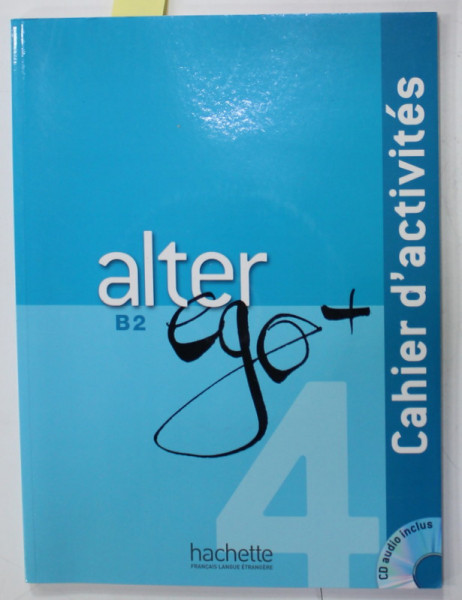 alter
B2
ego+
4
Cahier d'activités
hachette
FRANÇAIS LANGUE ÉTRANGÈRE
CD audio inclus